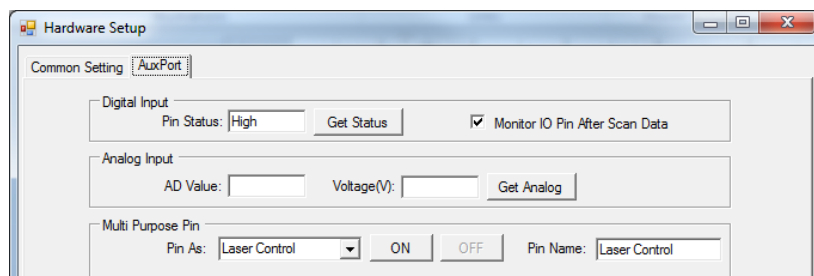 Hardware Setup
Common Setting AuxPort
Digital Input
Pin Status: High Get Status Monitor IO Pin After Scan Data
Analog Input
AD Value: Voltage(V): Get Analog
Multi Purpose Pin
Pin As: Laser Control ON OFF Pin Name: Laser Control